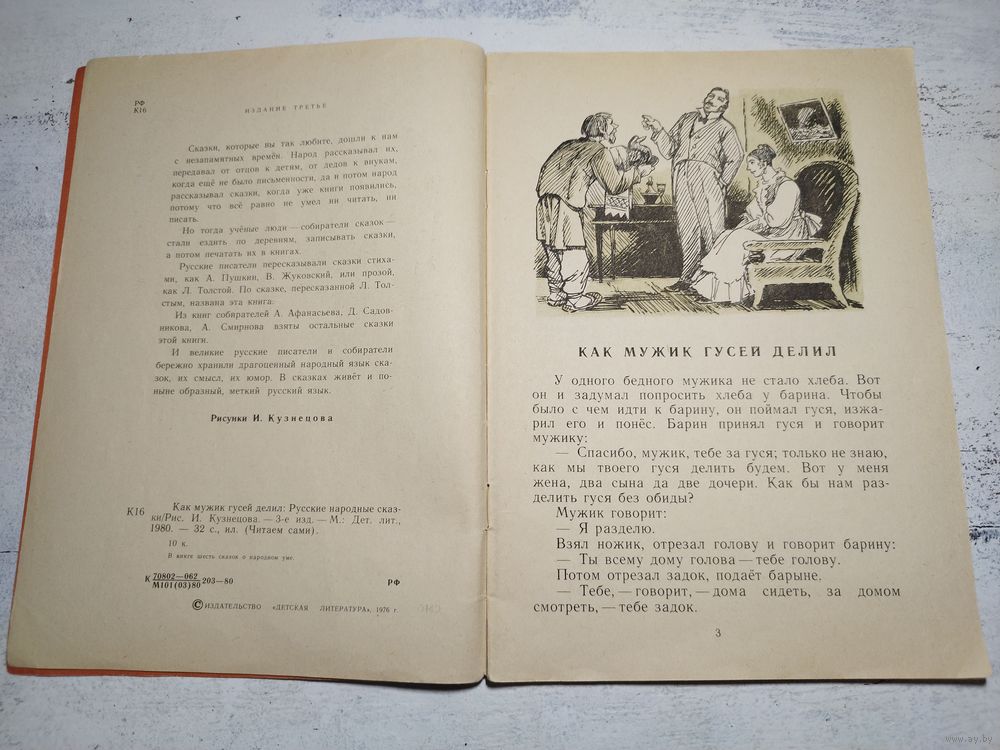 РФ
К16
ИЗДАНИЕ ТРЕТЬЕ
Сказки, которые вы так любите, дошли к нам
с незапамятных времён. Народ рассказывал их,
передавал от отцов к детям, от дедов к внукам,
когда ещё не было письменности, да и потом народ
рассказывал сказки, когда уже книги появились,
потому что всё равно не умел ни читать, ни
писать.
Но тогда учёные люди — собиратели сказок —
стали ездить по деревням, записывать сказки,
а потом печатать их в книгах.
Русские писатели пересказывали сказки стиха-
ми, как А. Пушкин, В. Жуковский, или прозой,
как Л. Толстой. По сказке, пересказанной Л. Тол-
стым, названа эта книга.
Из книг собирателей А. Афанасьева, Д. Садов-
никова, А. Смирнова взяты остальные сказки
этой книги.
И великие русские писатели и собиратели
бережно хранили драгоценный народный язык ска-
зок, их смысл, их юмор. В сказках живёт и по-
ныне образный, меткий русский язык.
Рисунки И. Кузнецова
К16 Как мужик гусей делил: Русские народные сказ-
ки/Рис. И. Кузнецова. — 3-е изд. — М.: Дет. лит.,
1980. — 32 с., ил. (Читаем сами).
10 к.
В книге шесть сказок о народном уме.
К 70802—062
М101(03)80 203—80 РФ
© ИЗДАТЕЛЬСТВО «ДЕТСКАЯ ЛИТЕРАТУРА», 1976 г.
КАК МУЖИК ГУСЕЙ ДЕЛИЛ
У одного бедного мужика не стало хлеба. Вот
он и задумал попросить хлеба у барина. Чтобы
было с чем идти к барину, он поймал гуся, изжа-
рил его и понёс. Барин принял гуся и говорит
мужику:
— Спасибо, мужик, тебе за гуся; только не знаю,
как мы твоего гуся делить будем. Вот у меня
жена, два сына да две дочери. Как бы нам раз-
делить гуся без обиды?
Мужик говорит:
— Я разделю.
Взял ножик, отрезал голову и говорит барину:
— Ты всему дому голова — тебе голову.
Потом отрезал задок, подаёт барыне.
— Тебе, — говорит, — дома сидеть, за домом
смотреть, — тебе задок.
3
www.ay.by